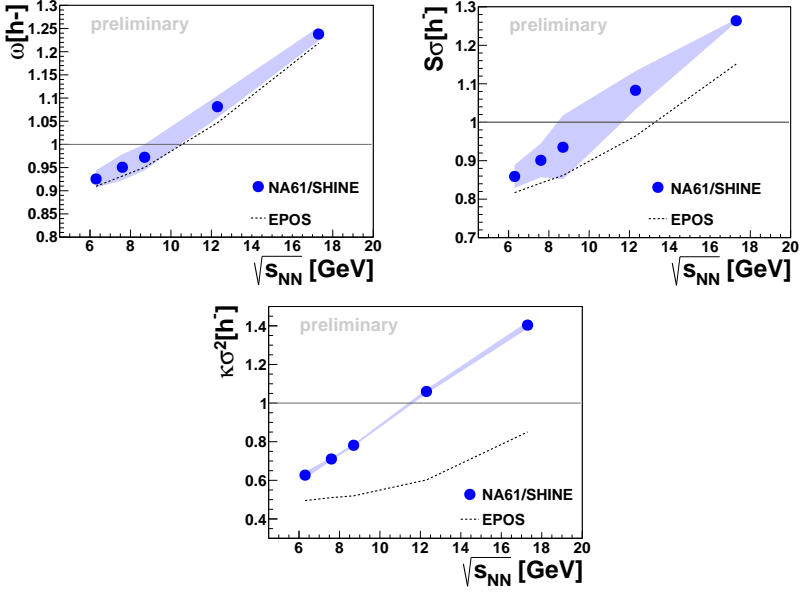 ω[h-]
1.3
1.25
1.2
1.15
1.1
1.05
1
0.95
0.9
0.85
0.8
preliminary
NA61/SHINE
EPOS
6 8 10 12 14 16 18 20
√sNN [GeV]
Sσ[h-]
1.3
1.2
1.1
1
0.9
0.8
0.7
preliminary
NA61/SHINE
EPOS
6 8 10 12 14 16 18 20
√sNN [GeV]
κσ²[h-]
1.4
1.2
1
0.8
0.6
0.4
preliminary
NA61/SHINE
EPOS
6 8 10 12 14 16 18 20
√sNN [GeV]